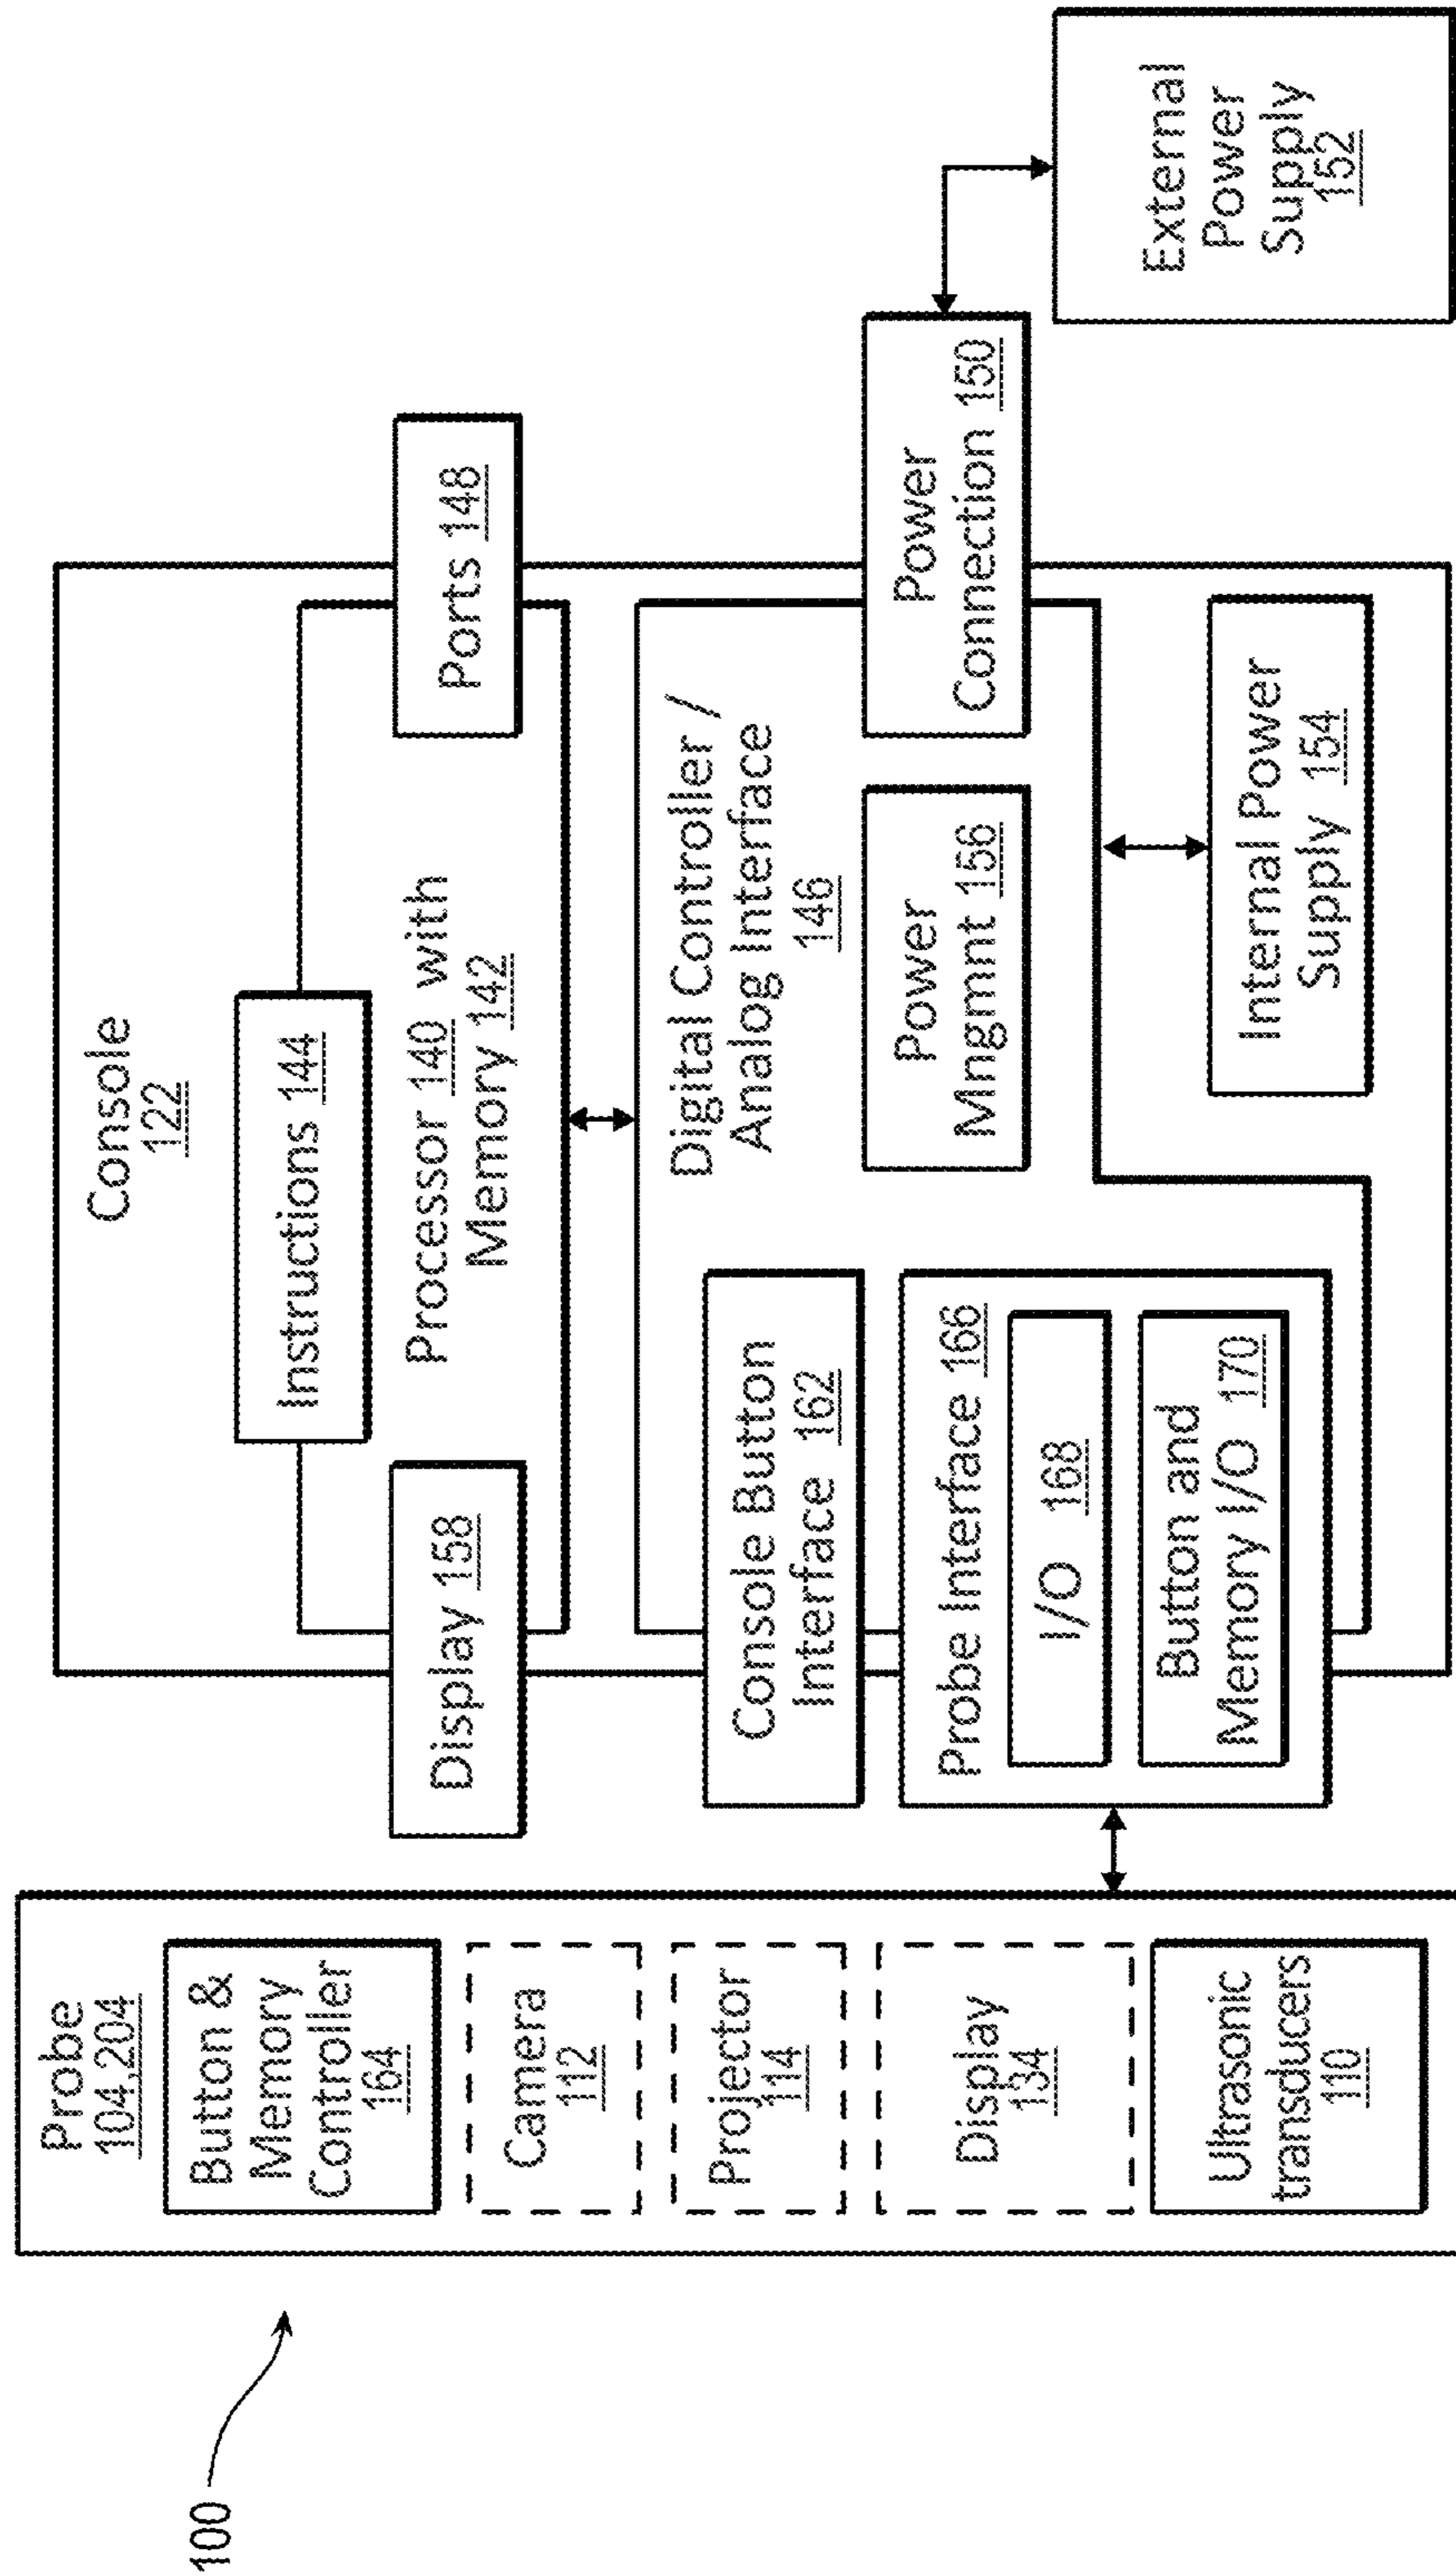 100
Probe
104,204
Button &
Memory
Controller
164
Camera
112
Projector
114
Display
134
Ultrasonic
transducers
110
Console
122
Instructions 144
Display 158
Processor 140 with
Memory 142
Ports 148
Digital Controller /
Analog Interface
146
Console Button
Interface 162
Probe Interface 166
I/O 168
Button and
Memory I/O 170
Power
Mngmnt 156
Power
Connection 150
Internal Power
Supply 154
External
Power
Supply
152